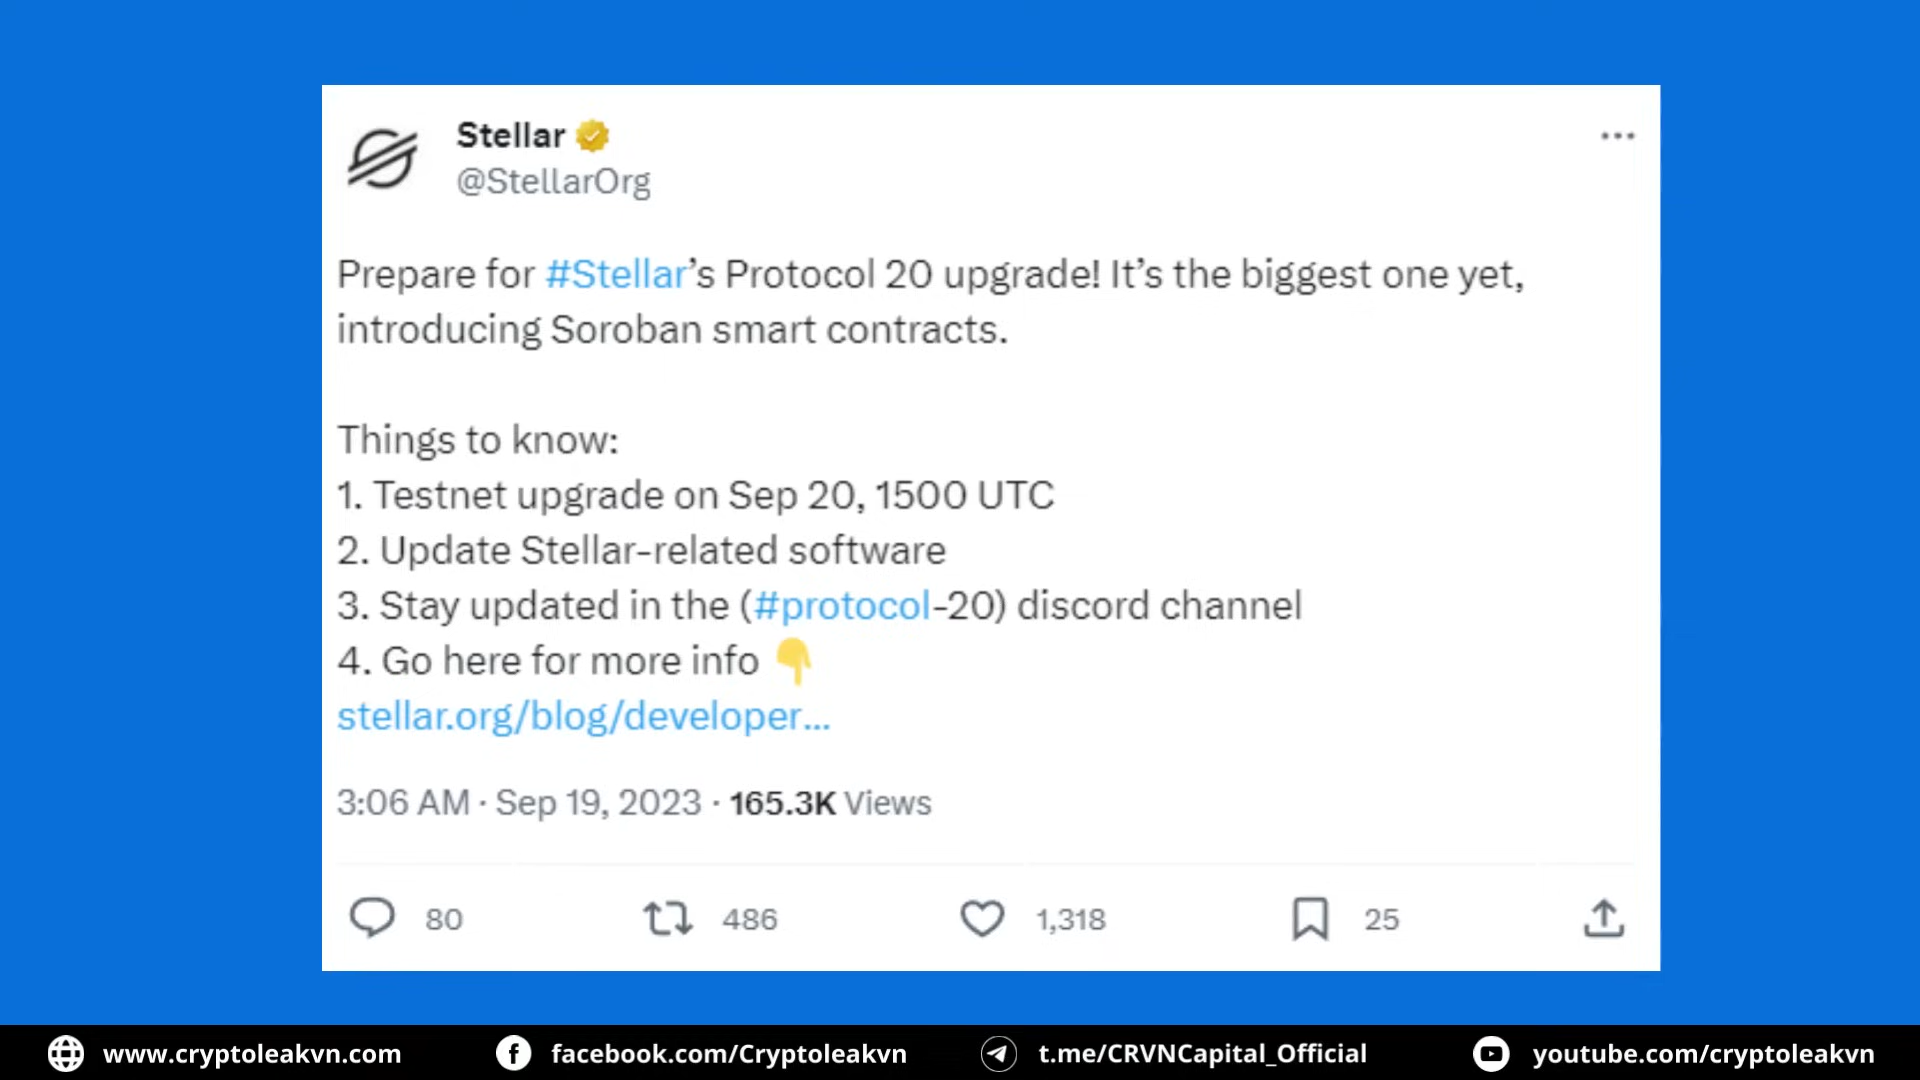 Stellar
@StellarOrg
Prepare for #Stellar’s Protocol 20 upgrade! It’s the biggest one yet,
introducing Soroban smart contracts.
Things to know:
1. Testnet upgrade on Sep 20, 1500 UTC
2. Update Stellar-related software
3. Stay updated in the (#protocol-20) discord channel
4. Go here for more info 👇
stellar.org/blog/developer...
3:06 AM · Sep 19, 2023 · 165.3K Views
80 486 1,318 25
www.cryptoleakvn.com facebook.com/Cryptoleakvn t.me/CRVNCapital_Official youtube.com/cryptoleakvn